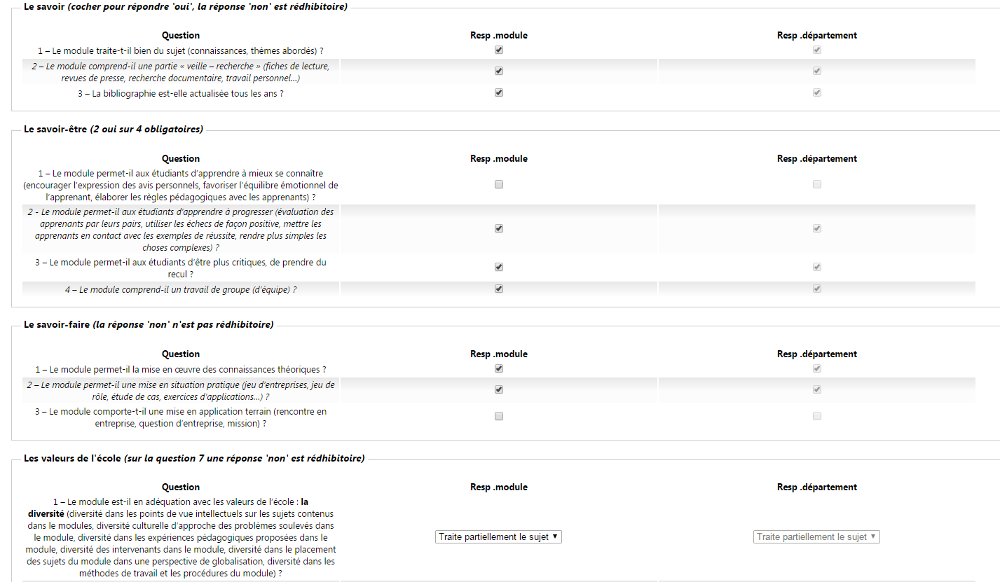 Le savoir (cocher pour répondre 'oui', la réponse 'non' est rédhibitoire)
Question Resp .module Resp .département
1 – Le module traite-t-il bien du sujet (connaissances, thèmes abordés) ?
2 – Le module comprend-il une partie « veille – recherche » (fiches de lecture,
revues de presse, recherche documentaire, travail personnel...)
3 – La bibliographie est-elle actualisée tous les ans ?
Le savoir-être (2 oui sur 4 obligatoires)
Question Resp .module Resp .département
1 – Le module permet-il aux étudiants d'apprendre à mieux se connaître
(encourager l'expression des avis personnels, favoriser l'équilibre émotionnel de
l'apprenant, élaborer les règles pédagogiques avec les apprenants) ?
2 - Le module permet-il aux étudiants d'apprendre à progresser (évaluation des
apprenants par leurs pairs, utiliser les échecs de façon positive, mettre les
apprenants en contact avec les exemples de réussite, rendre plus simples les
choses complexes) ?
3 – Le module permet-il aux étudiants d'être plus critiques, de prendre du
recul ?
4 – Le module comprend-il un travail de groupe (d'équipe) ?
Le savoir-faire (la réponse 'non' n'est pas rédhibitoire)
Question Resp .module Resp .département
1 – Le module permet-il la mise en œuvre des connaissances théoriques ?
2 – Le module permet-il une mise en situation pratique (jeu d'entreprises, jeu de
rôle, étude de cas, exercices d'applications...) ?
3 – Le module comporte-t-il une mise en application terrain (rencontre en
entreprise, question d'entreprise, mission) ?
Les valeurs de l'école (sur la question 7 une réponse 'non' est rédhibitoire)
Question Resp .module Resp .département
1 – Le module est-il en adéquation avec les valeurs de l'école : la
diversité (diversité dans les points de vue intellectuels sur les sujets contenus
dans le modules, diversité culturelle d'approche des problèmes soulevés dans
le module, diversité dans les expériences pédagogiques proposées dans le
module, diversité des intervenants dans le module, diversité dans le placement
des sujets du module dans une perspective de globalisation, diversité dans les
méthodes de travail et les procédures du module) ?
Traite partiellement le sujet Traite partiellement le sujet